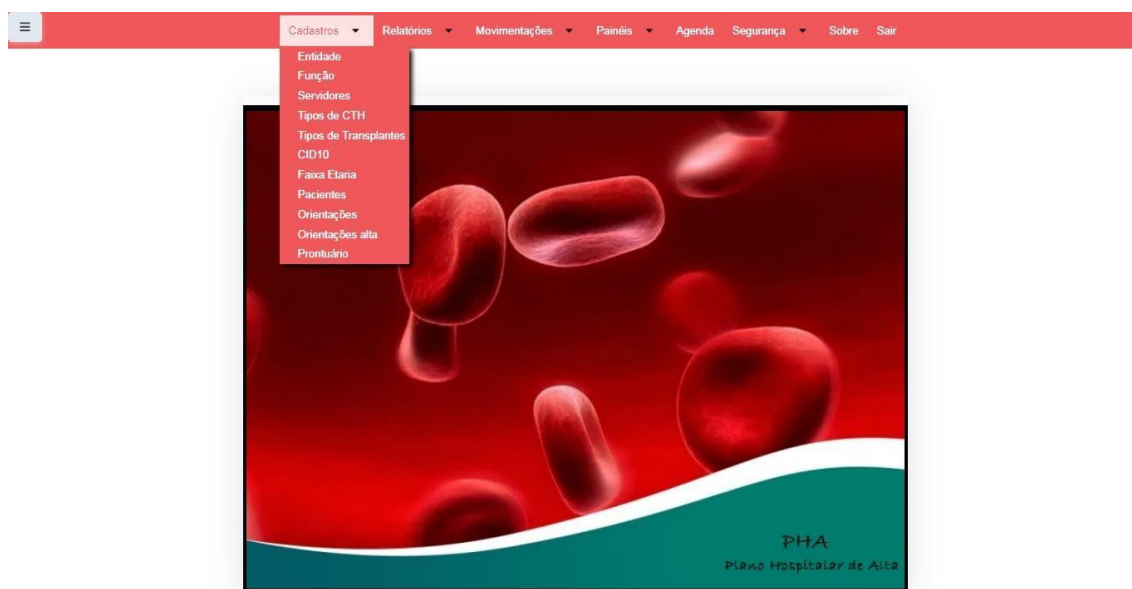 Cadastros Relatórios Movimentações Painéis Agenda Segurança Sobre Sair
Entidade
Função
Servidores
Tipos de CTH
Tipos de Transplantes
CID10
Faixa Etaria
Pacientes
Orientações
Orientações alta
Prontuário
PHA
Plano Hospitalar de Alta